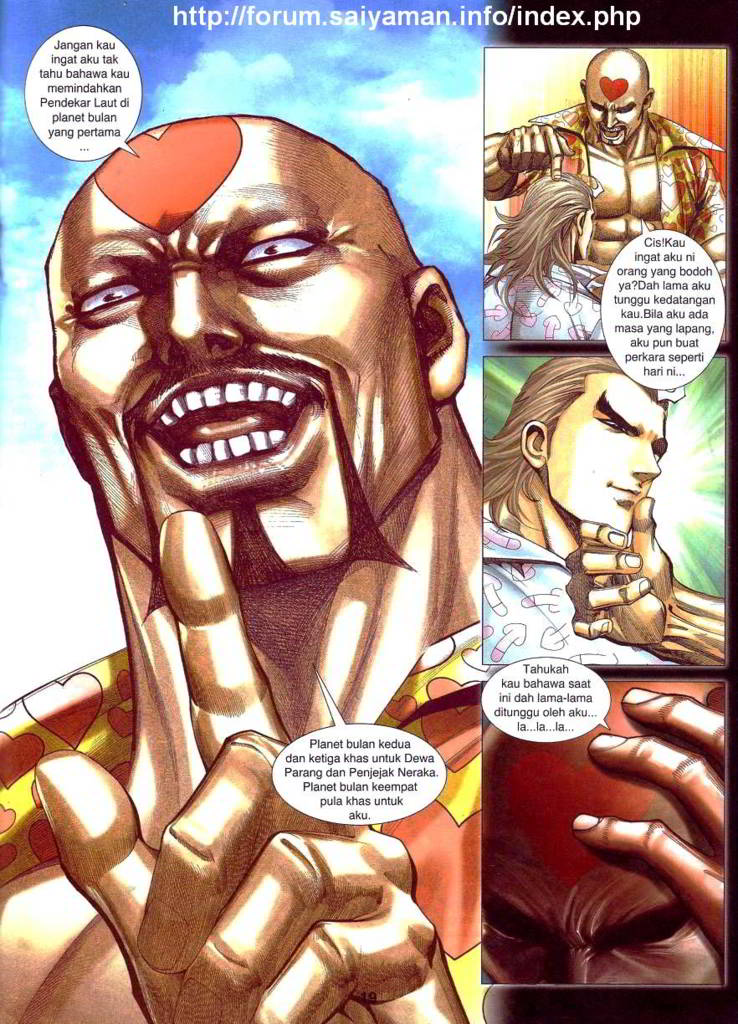 http://forum.saiyaman.info/index.php
Jangan kau
ingat aku tak
tahu bahawa kau
memindahkan
Pendekar Laut di
planet bulan
yang pertama
...
Planet bulan kedua
dan ketiga khas untuk Dewa
Parang dan Penjejak Neraka.
Planet bulan keempat
pula khas untuk
aku.
Cis!Kau
ingat aku ni
orang yang bodoh
ya?Dah lama aku
tunggu kedatangan
kau.Bila aku ada
masa yang lapang,
aku pun buat
perkara seperti
hari ni...
Tahukah
kau bahawa saat
ini dah lama-lama
ditunggu oleh aku...
la...la...la...
19